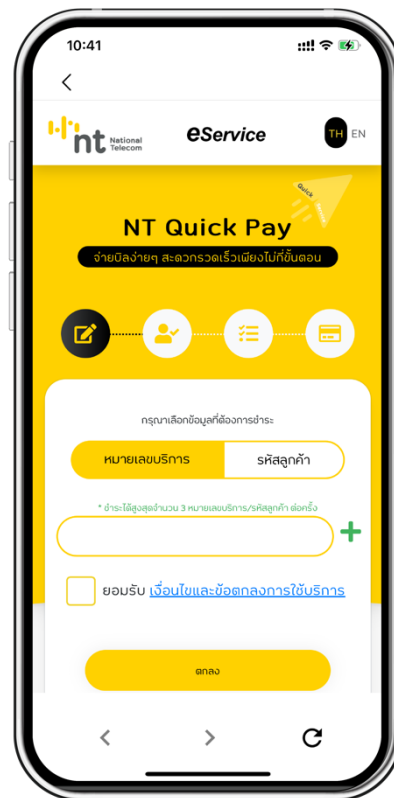 10:41
nt National Telecom
eService
TH EN
Quick
NT Quick Pay
จ่ายบิลง่ายๆ สะดวกรวดเร็วเพียงไม่กี่ขั้นตอน
กรุณาเลือกข้อมูลที่ต้องการชำระ
หมายเลขบริการ
รหัสลูกค้า
* ชำระได้สูงสุดจำนวน 3 หมายเลขบริการ/รหัสลูกค้า ต่อครั้ง
ยอมรับ เงื่อนไขและข้อตกลงการใช้บริการ
ตกลง